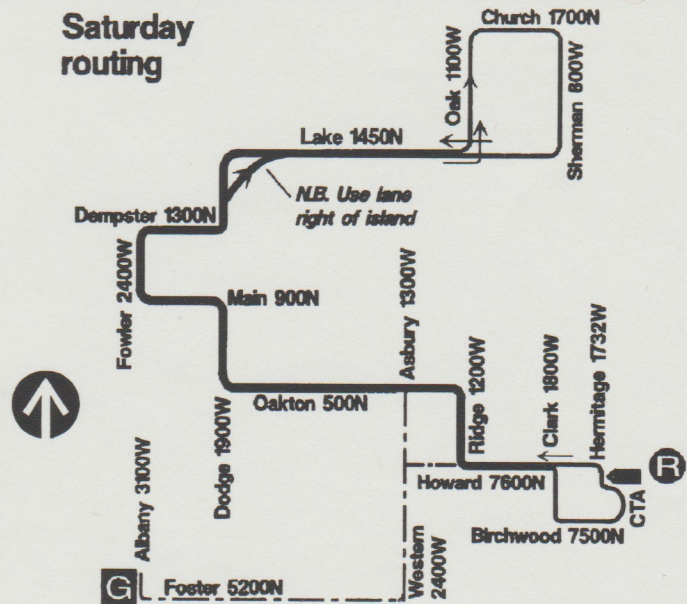 Saturday
routing
Church 1700N
Oak 1100W
Sherman 800W
Lake 1450N
N.B. Use lane
right of island
Dempster 1300N
Fowler 2400W
Main 900N
Asbury 1300W
Oakton 500N
Ridge 1200W
Clark 1800W
Hermitage 1732W
Dodge 1900W
Albany 3100W
Howard 7600N
R
CTA
Birchwood 7500N
Western
2400W
G
Foster 5200N